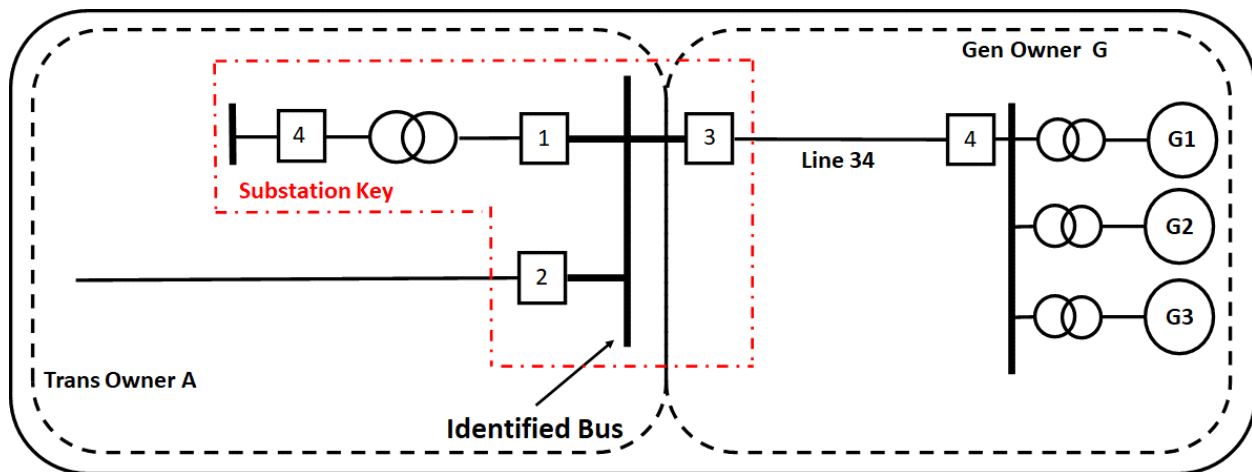 Gen Owner G
4
1
3
4
G1
Line 34
Substation Key
G2
2
G3
Trans Owner A
Identified Bus